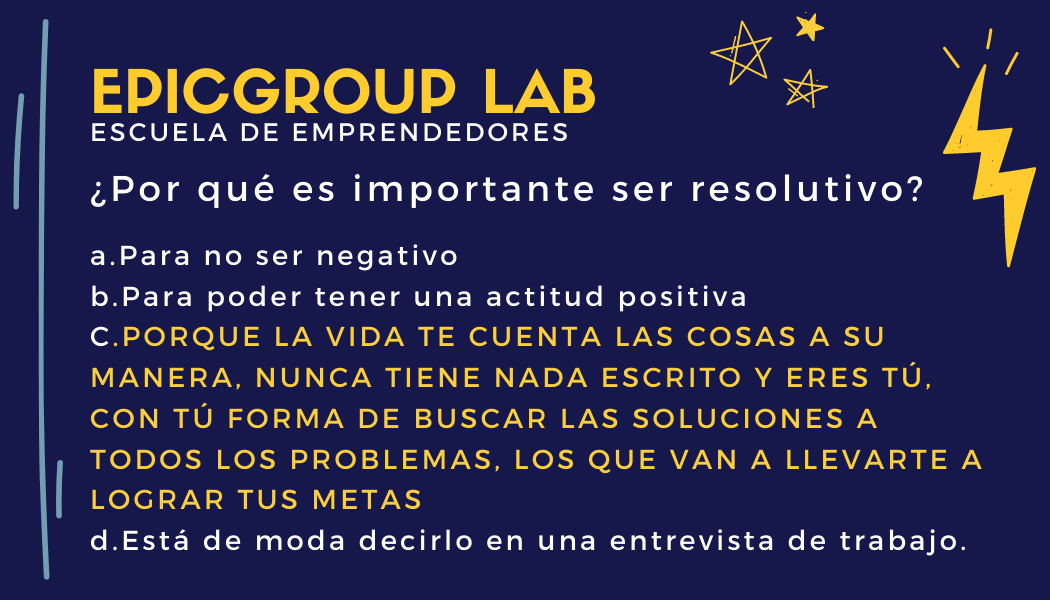 EPICGROUP LAB
ESCUELA DE EMPRENDEDORES
¿Por qué es importante ser resolutivo?
a.Para no ser negativo
b.Para poder tener una actitud positiva
C.PORQUE LA VIDA TE CUENTA LAS COSAS A SU
MANERA, NUNCA TIENE NADA ESCRITO Y ERES TÚ,
CON TÚ FORMA DE BUSCAR LAS SOLUCIONES A
TODOS LOS PROBLEMAS, LOS QUE VAN A LLEVARTE A
LOGRAR TUS METAS
d.Está de moda decirlo en una entrevista de trabajo.